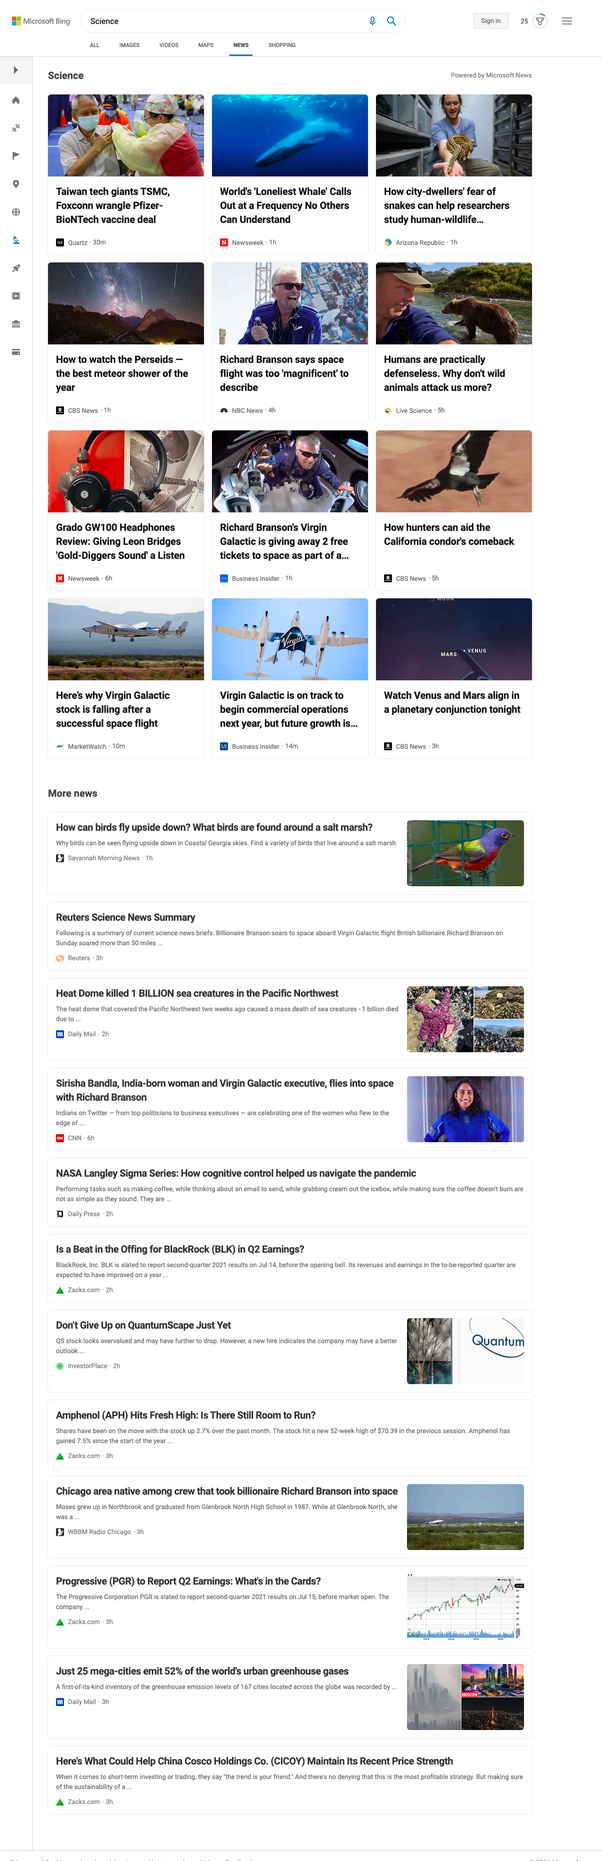 Microsoft Bing
Science
Sign in
25
ALL
IMAGES
VIDEOS
MAPS
NEWS
SHOPPING
Science
Powered by Microsoft News
Taiwan tech giants TSMC,
Foxconn wrangle Pfizer-
BioNTech vaccine deal
Quartz · 30m
World's 'Loneliest Whale' Calls
Out at a Frequency No Others
Can Understand
Newsweek · 1h
How city-dwellers' fear of
snakes can help researchers
study human-wildlife...
Arizona Republic · 1h
How to watch the Perseids —
the best meteor shower of the
year
CBS News · 1h
Richard Branson says space
flight was too 'magnificent' to
describe
NBC News · 4h
Humans are practically
defenseless. Why don't wild
animals attack us more?
Live Science · 5h
Grado GW100 Headphones
Review: Giving Leon Bridges
'Gold-Diggers Sound' a Listen
Newsweek · 6h
Richard Branson's Virgin
Galactic is giving away 2 free
tickets to space as part of a...
Business Insider · 1h
How hunters can aid the
California condor's comeback
CBS News · 5h
Here's why Virgin Galactic
stock is falling after a
successful space flight
MarketWatch · 10m
Virgin
Virgin Galactic is on track to
begin commercial operations
next year, but future growth is...
Business Insider · 14m
MOON
MARS
VENUS
Watch Venus and Mars align in
a planetary conjunction tonight
CBS News · 3h
More news
How can birds fly upside down? What birds are found around a salt marsh?
Why birds can be seen flying upside down in Coastal Georgia skies. Find a variety of birds that live around a salt marsh.
Savannah Morning News · 1h
Reuters Science News Summary
Following is a summary of current science news briefs. Billionaire Branson soars to space aboard Virgin Galactic flight British billionaire Richard Branson on
Sunday soared more than 50 miles ...
Reuters · 3h
Heat Dome killed 1 BILLION sea creatures in the Pacific Northwest
The heat dome that covered the Pacific Northwest two weeks ago caused a mass death of sea creatures - 1 billion died
due to ...
Daily Mail · 2h
Sirisha Bandla, India-born woman and Virgin Galactic executive, flies into space
with Richard Branson
Indians on Twitter — from top politicians to business executives — are celebrating one of the women who flew to the
edge of ...
CNN · 6h
NASA Langley Sigma Series: How cognitive control helped us navigate the pandemic
Performing tasks such as making coffee, while thinking about an email to send, while grabbing cream out the icebox, while making sure the coffee doesn't burn are
not as simple as they sound. They are ...
Daily Press · 2h
Is a Beat in the Offing for BlackRock (BLK) in Q2 Earnings?
BlackRock, Inc. BLK is slated to report second-quarter 2021 results on Jul 14, before the opening bell. Its revenues and earnings in the to-be-reported quarter are
expected to have improved on a year ...
Zacks.com · 2h
Don't Give Up on QuantumScape Just Yet
QS stock looks overvalued and may have further to drop. However, a new hire indicates the company may have a better
outlook ...
InvestorPlace · 2h
Quantum
Amphenol (APH) Hits Fresh High: Is There Still Room to Run?
Shares have been on the move with the stock up 2.7% over the past month. The stock hit a new 52-week high of $70.39 in the previous session. Amphenol has
gained 7.5% since the start of the year ...
Zacks.com · 3h
Chicago area native among crew that took billionaire Richard Branson into space
Moses grew up in Northbrook and graduated from Glenbrook North High School in 1987. While at Glenbrook North, she
was a ...
WBBM Radio Chicago · 3h
Progressive (PGR) to Report Q2 Earnings: What's in the Cards?
The Progressive Corporation PGR is slated to report second-quarter 2021 results on Jul 15, before market open. The
company ...
Zacks.com · 3h
Just 25 mega-cities emit 52% of the world's urban greenhouse gases
A first-of-its-kind inventory of the greenhouse emission levels of 167 cities located across the globe was recorded by ...
Daily Mail · 3h
MOSCOW
Here's What Could Help China Cosco Holdings Co. (CICOY) Maintain Its Recent Price Strength
When it comes to short-term investing or trading, they say "the trend is your friend." And there's no denying that this is the most profitable strategy. But making sure
of the sustainability of a ...
Zacks.com · 3h